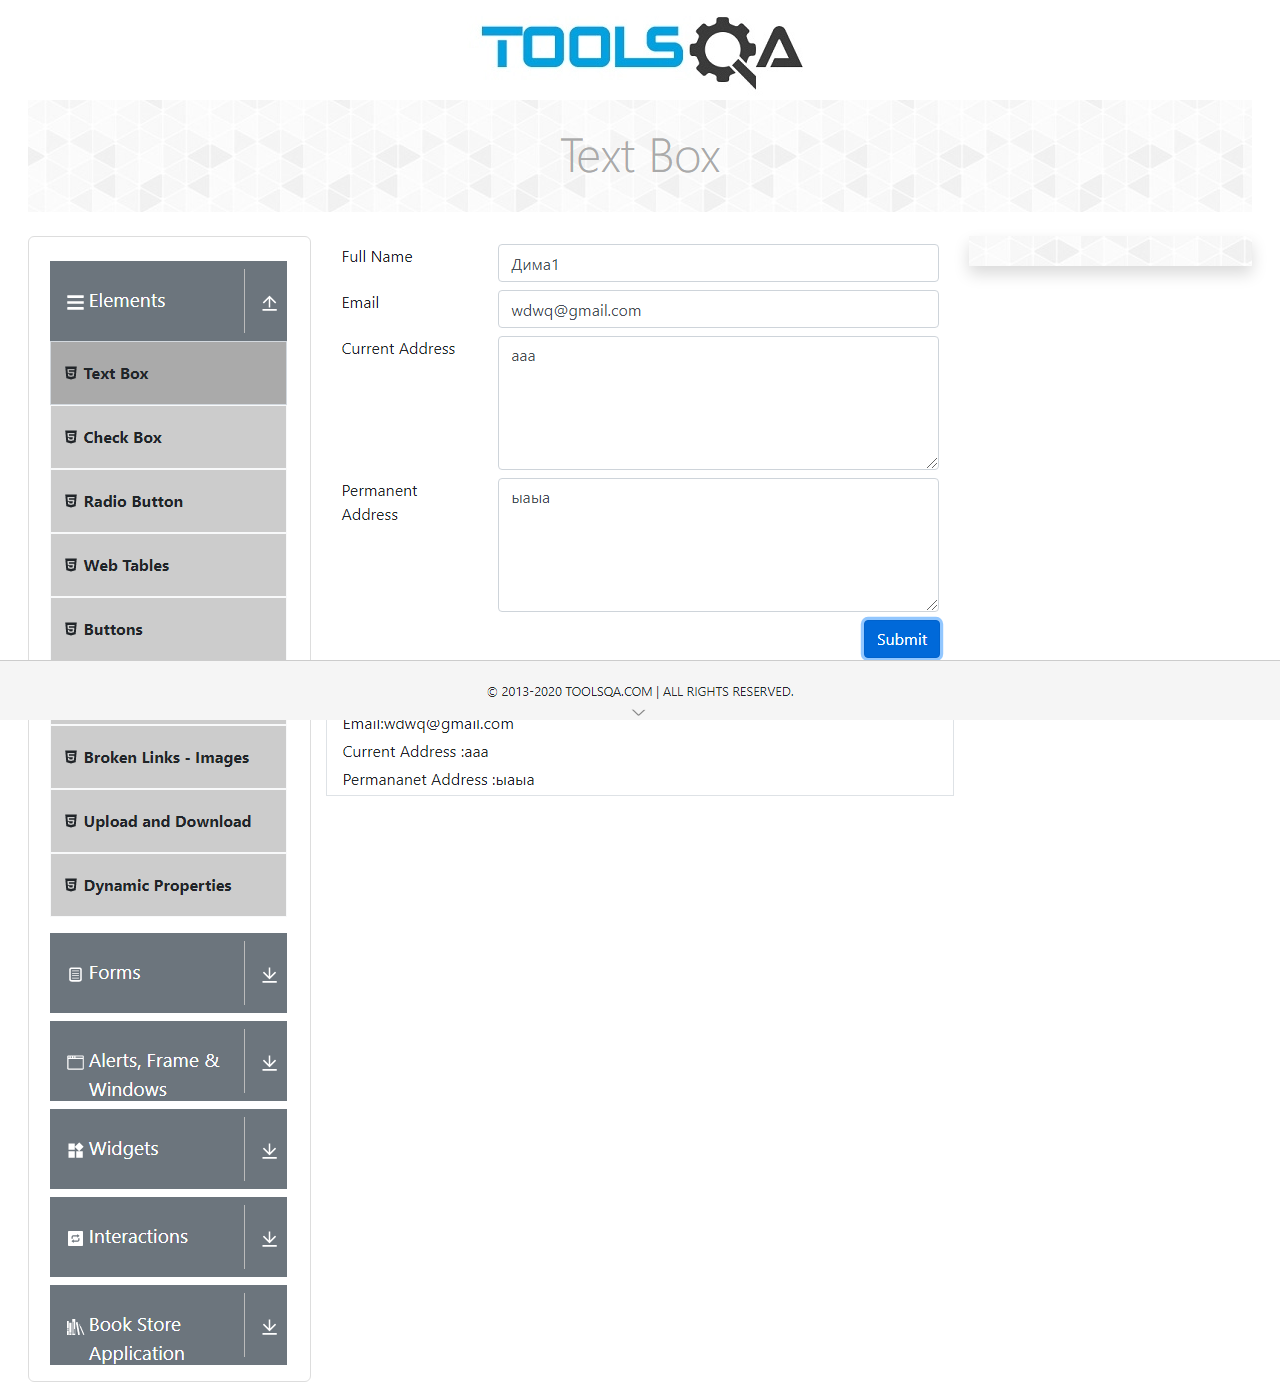 TOOLSQA
Text Box
Elements
Text Box
Check Box
Radio Button
Web Tables
Buttons
Broken Links - Images
Upload and Download
Dynamic Properties
Forms
Alerts, Frame &
Windows
Widgets
Interactions
Book Store
Application
Full Name
Дима1
Email
wdwq@gmail.com
Current Address
ааа
Permanent
Address
ыаыа
Submit
© 2013-2020 TOOLSQA.COM | ALL RIGHTS RESERVED.
Email:wdwq@gmail.com
Current Address :ааа
Permananet Address :ыаыа